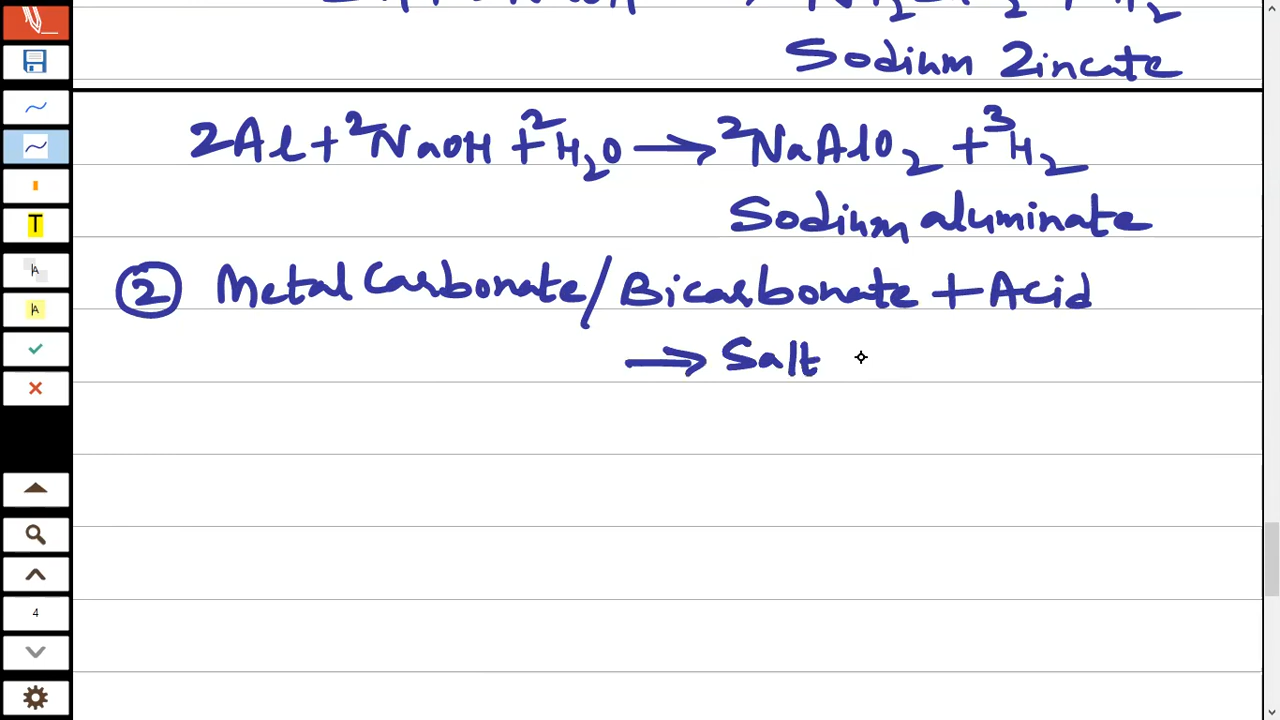 Sodium Zincate
2Al + 2NaOH + 2H₂O → 2NaAlO₂ + 3H₂
Sodium aluminate
② Metal Carbonate/Bicarbonate + Acid
→ Salt
T
A
A
4